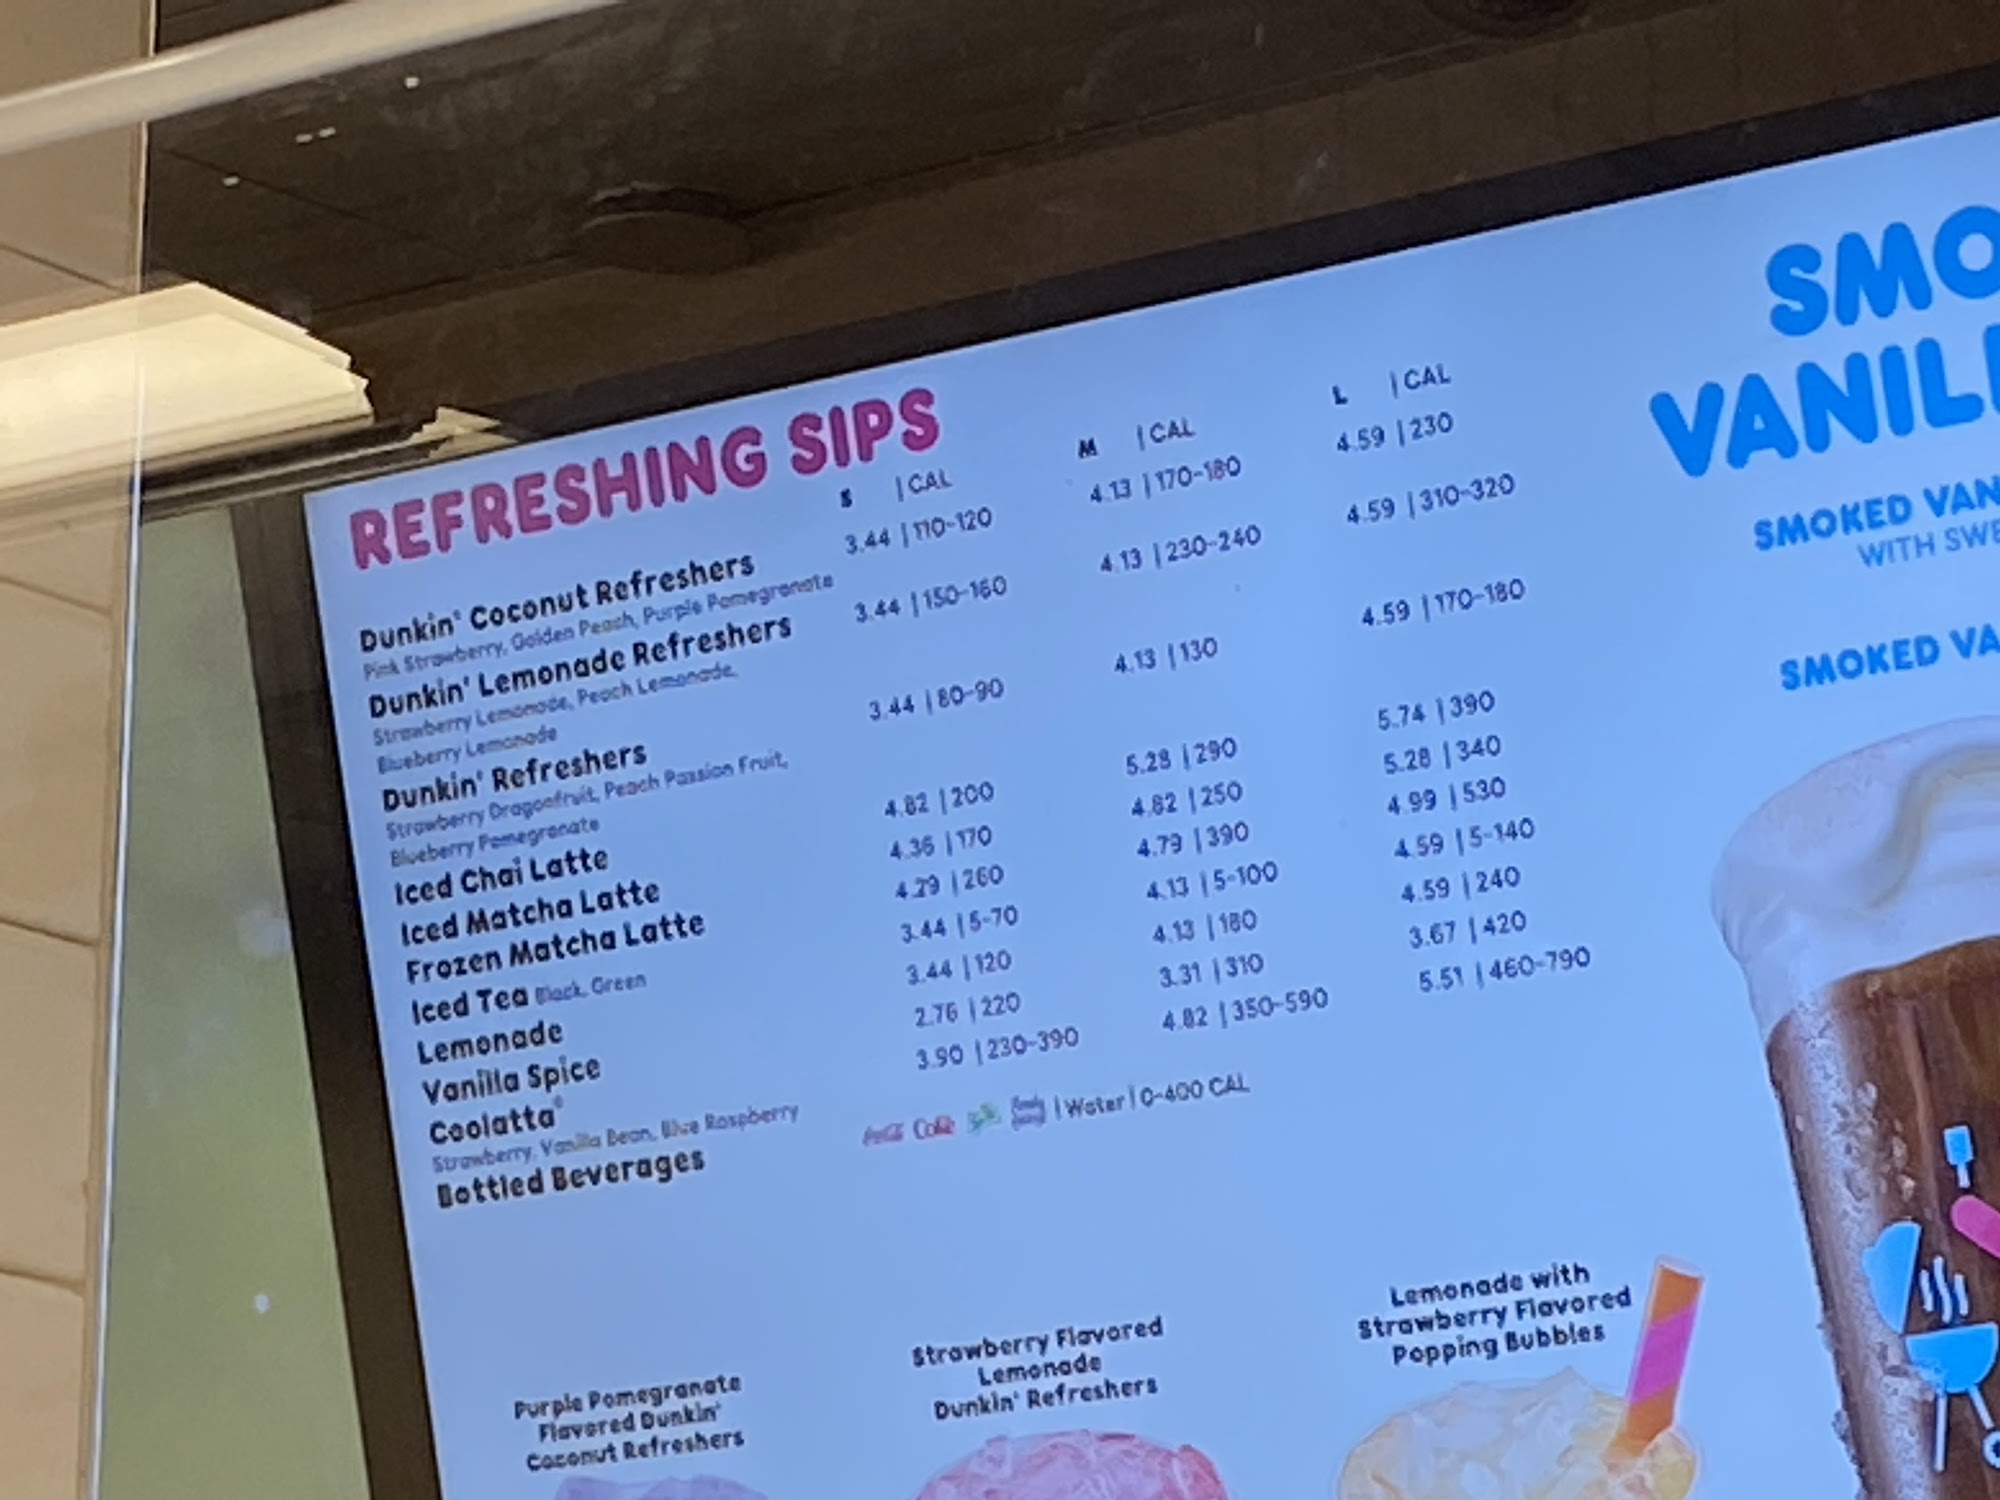 REFRESHING SIPS
S | CAL M | CAL L | CAL
Dunkin' Coconut Refreshers 3.44 | 110-120 4.13 | 170-180 4.59 | 230
Pink Strawberry, Golden Peach, Purple Pomegranate
Dunkin' Lemonade Refreshers 3.44 | 150-160 4.13 | 230-240 4.59 | 310-320
Strawberry Lemonade, Peach Lemonade,
Blueberry Lemonade
Dunkin' Refreshers 3.44 | 80-90 4.13 | 130 4.59 | 170-180
Strawberry Dragonfruit, Peach Passion Fruit,
Blueberry Pomegranate
Iced Chai Latte 4.82 | 200 5.28 | 290 5.74 | 390
Iced Matcha Latte 4.36 | 170 4.82 | 250 5.28 | 340
Frozen Matcha Latte 4.29 | 260 4.79 | 390 4.99 | 530
Iced Tea Black, Green 3.44 | 5-70 4.13 | 5-100 4.59 | 5-140
Lemonade 3.44 | 120 4.13 | 180 4.59 | 240
Vanilla Spice 2.76 | 220 3.31 | 310 3.67 | 420
Coolatta® 3.90 | 230-390 4.82 | 350-590 5.51 | 460-790
Strawberry, Vanilla Bean, Blue Raspberry
Bottled Beverages Coke | Water | 0-400 CAL
Purple Pomegranate
Flavored Dunkin'
Coconut Refreshers
Strawberry Flavored
Lemonade
Dunkin' Refreshers
Lemonade with
Strawberry Flavored
Popping Bubbles
SMO
VANIL
SMOKED VAN
WITH SWE
SMOKED VA